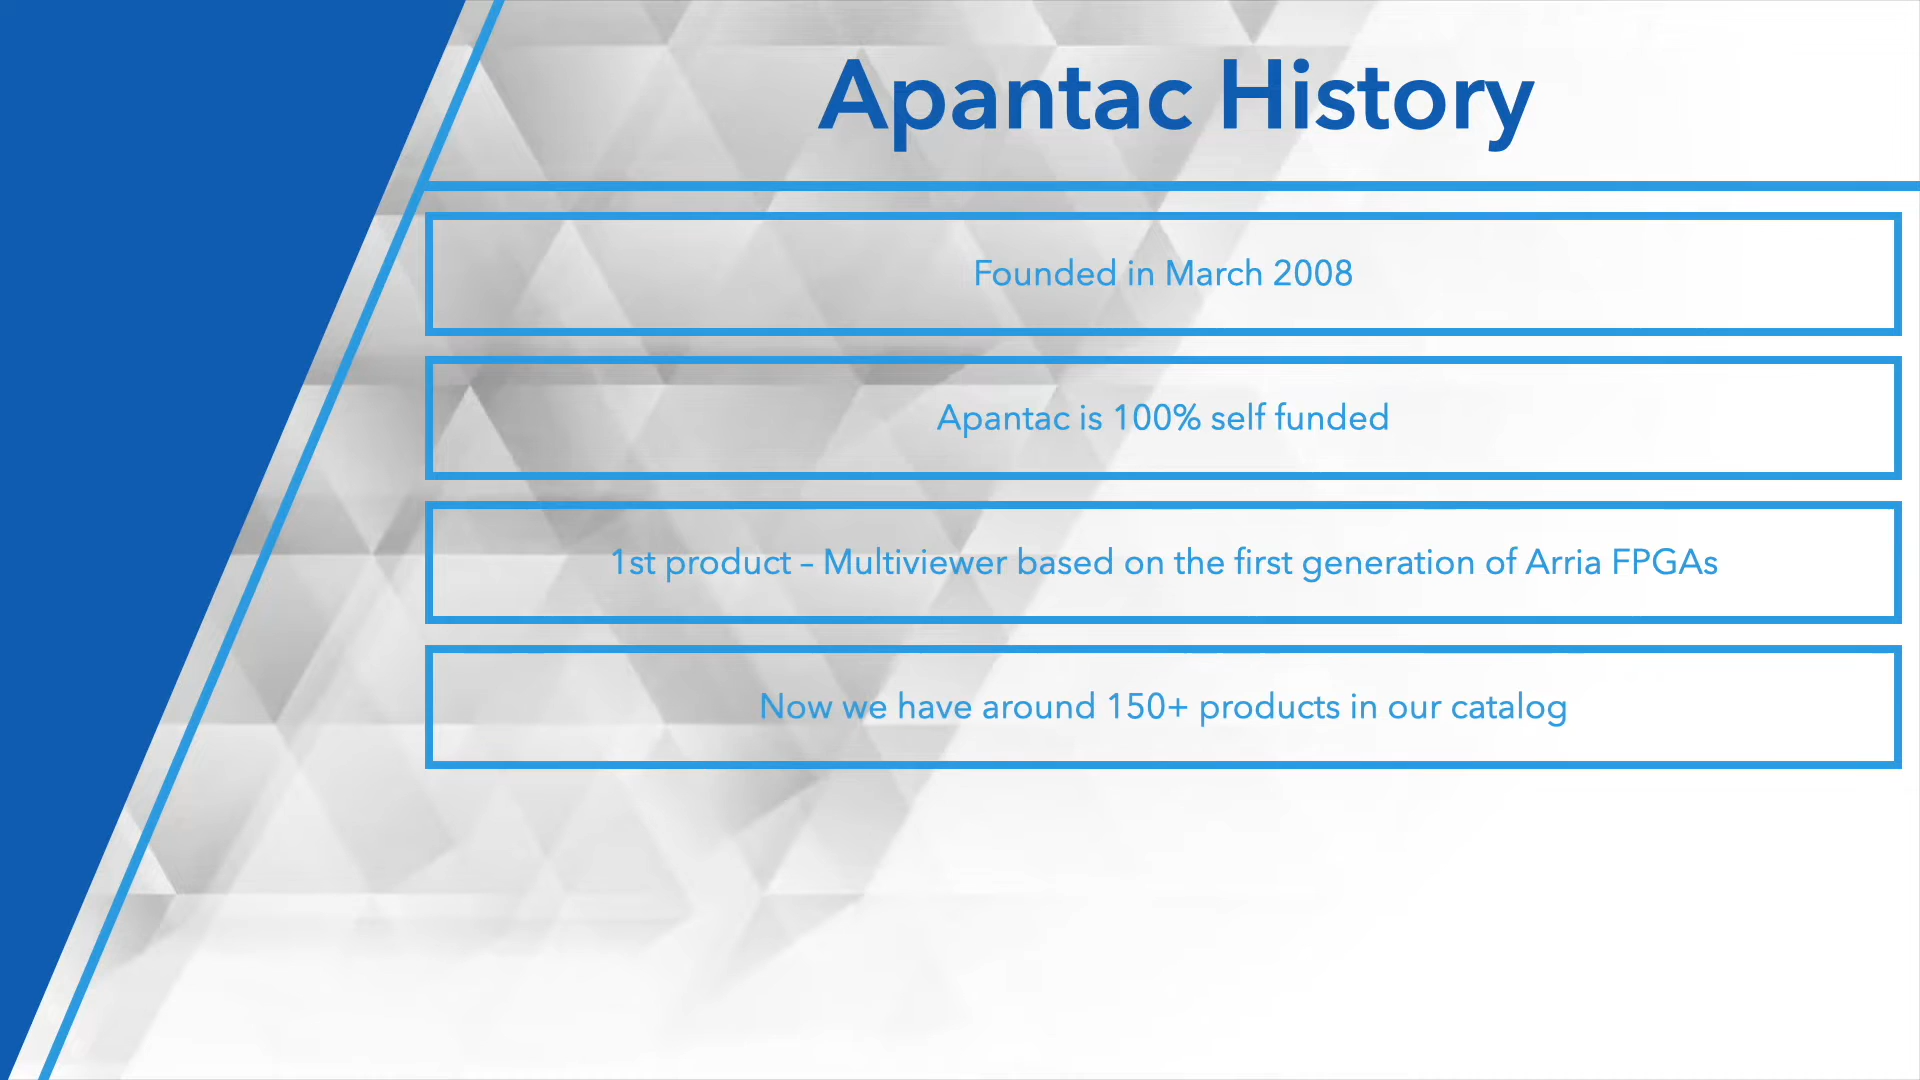 Apantac History
Founded in March 2008
Apantac is 100% self funded
1st product – Multiviewer based on the first generation of Arria FPGAs
Now we have around 150+ products in our catalog